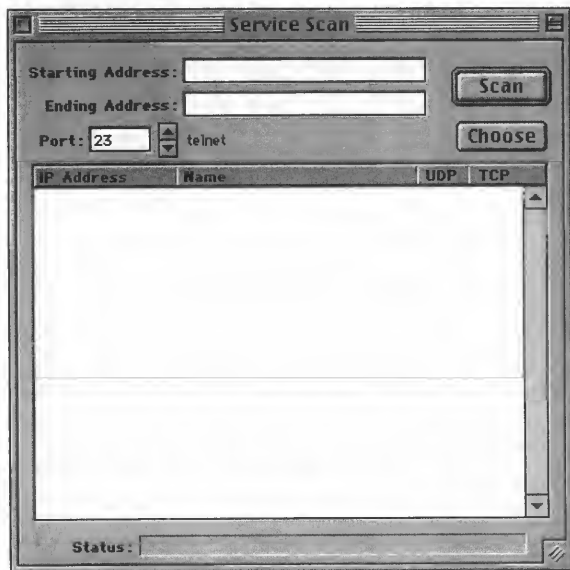 Service Scan
Starting Address:
Scan
Ending Address:
Port: 23 telnet
Choose
IP Address Name UDP TCP
Status: